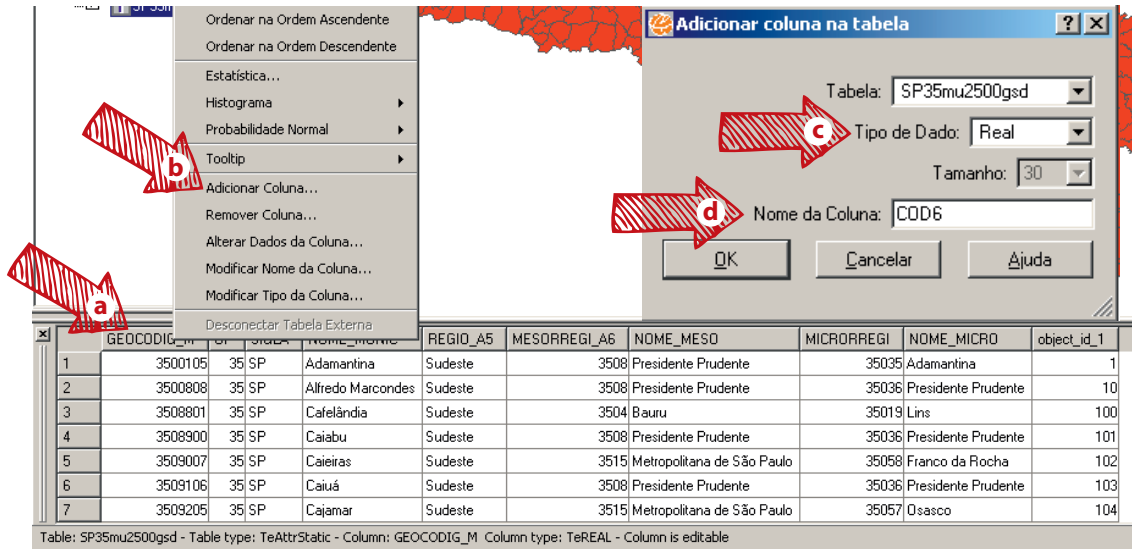 Ordenar na Ordem Ascendente
Ordenar na Ordem Descendente
Estatística...
Histograma
Probabilidade Normal
Tooltip
Adicionar Coluna...
Remover Coluna...
Alterar Dados da Coluna...
Modificar Nome da Coluna...
Modificar Tipo da Coluna...
Desconectar Tabela Externa
b
a
Adicionar coluna na tabela
Tabela: SP35mu2500gsd
c Tipo de Dado: Real
Tamanho: 30
d Nome da Coluna: COD6
OK Cancelar Ajuda
GEOCODIG_M REGIO_A5 MESORREGI_A6 NOME_MESO MICRORREGI NOME_MICRO object_id_1
1 3500105 35 SP Adamantina Sudeste 3508 Presidente Prudente 35035 Adamantina 1
2 3500808 35 SP Alfredo Marcondes Sudeste 3508 Presidente Prudente 35036 Presidente Prudente 10
3 3508801 35 SP Cafelândia Sudeste 3504 Bauru 35019 Lins 100
4 3508900 35 SP Caiabu Sudeste 3508 Presidente Prudente 35036 Presidente Prudente 101
5 3509007 35 SP Caieiras Sudeste 3515 Metropolitana de São Paulo 35058 Franco da Rocha 102
6 3509106 35 SP Caiuá Sudeste 3508 Presidente Prudente 35036 Presidente Prudente 103
7 3509205 35 SP Cajamar Sudeste 3515 Metropolitana de São Paulo 35057 Osasco 104
Table: SP35mu2500gsd - Table type: TeAttrStatic - Column: GEOCODIG_M Column type: TeREAL - Column is editable